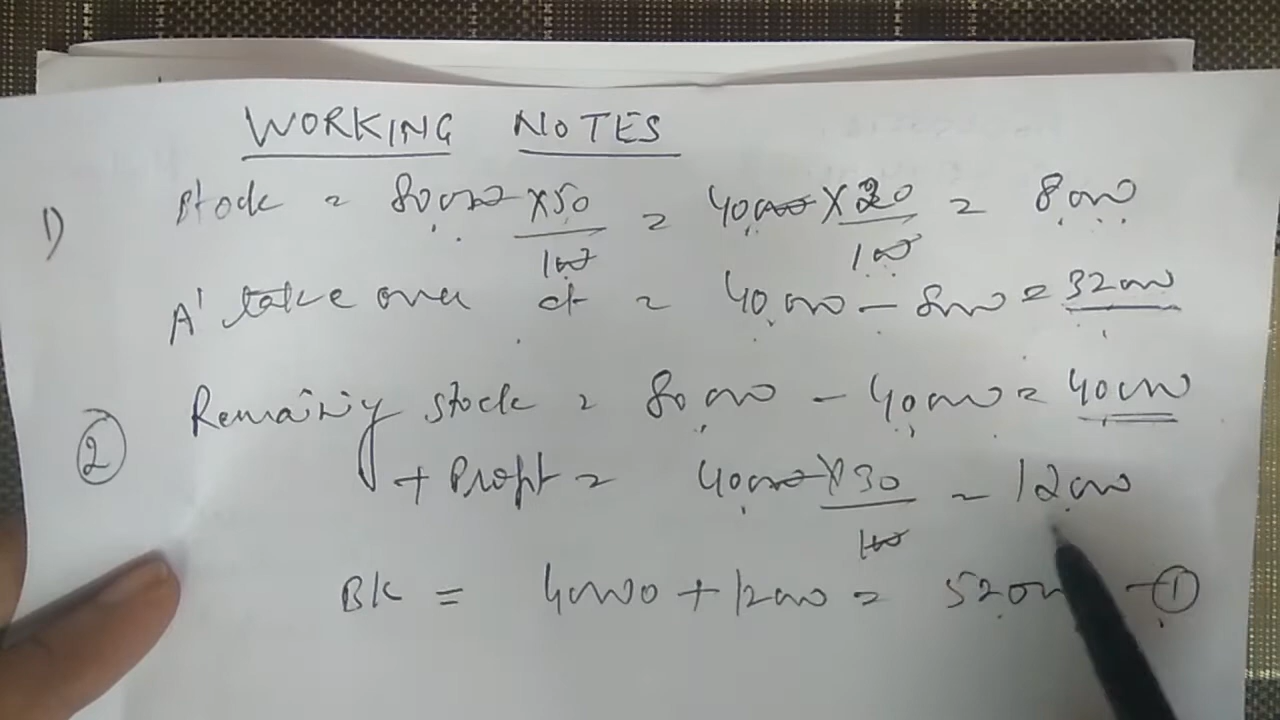 WORKING NOTES
1) Stock = 80000 × 50/100 = 40000 × 20/100 = 8000
A' take over at = 40000 - 8000 = 32000
2 Remaining stock = 80000 - 40000 = 40000
+ Profit = 40000 × 30/100 = 12000
BK = 40000 + 12000 = 52000 - 1